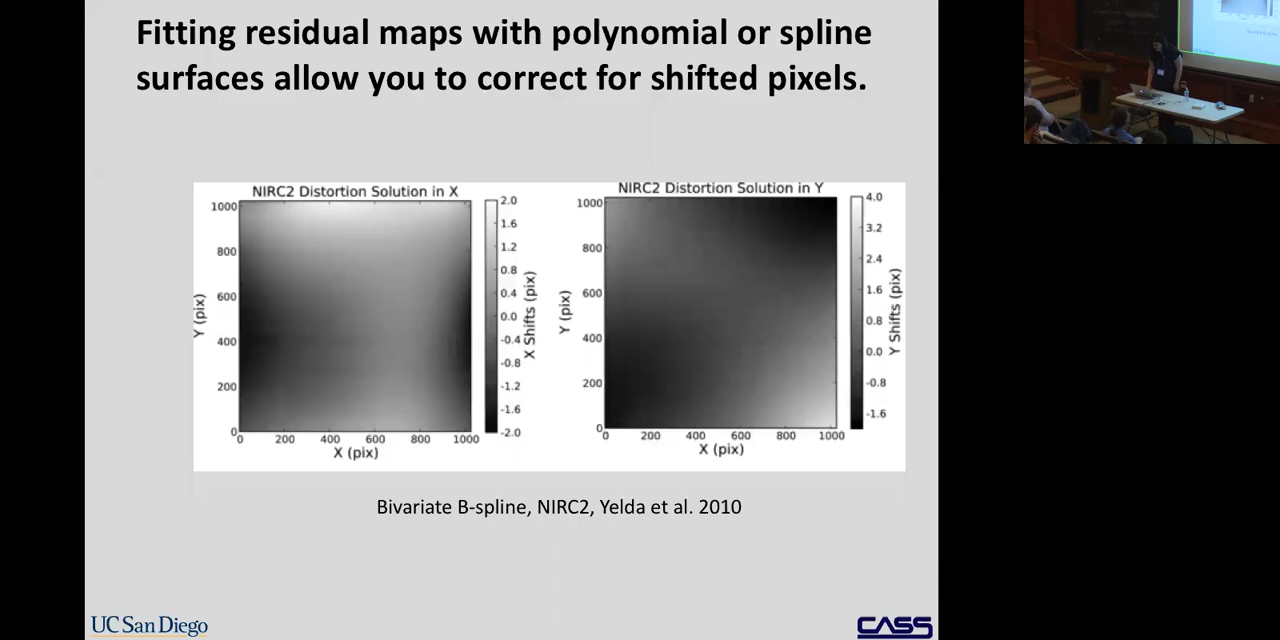 Fitting residual maps with polynomial or spline
surfaces allow you to correct for shifted pixels.
NIRC2 Distortion Solution in X
1000
800
600
400
200
0
Y (pix)
0 200 400 600 800 1000
X (pix)
2.0
1.6
1.2
0.8
0.4
0.0
-0.4
-0.8
-1.2
-1.6
-2.0
X Shifts (pix)
NIRC2 Distortion Solution in Y
1000
800
600
400
200
0
Y (pix)
0 200 400 600 800 1000
X (pix)
4.0
3.2
2.4
1.6
0.8
0.0
-0.8
-1.6
Y Shifts (pix)
Bivariate B-spline, NIRC2, Yelda et al. 2010
UC San Diego
CASS